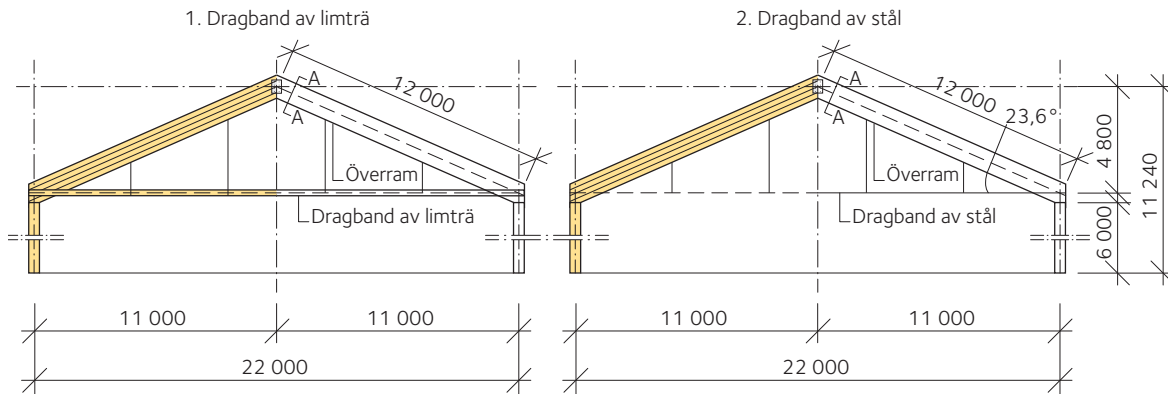 1. Dragband av limträ
2. Dragband av stål
A
A
12 000
Överram
Dragband av limträ
11 000
11 000
22 000
A
A
12 000
23,6°
Överram
Dragband av stål
4 800
6 000
11 240
11 000
11 000
22 000